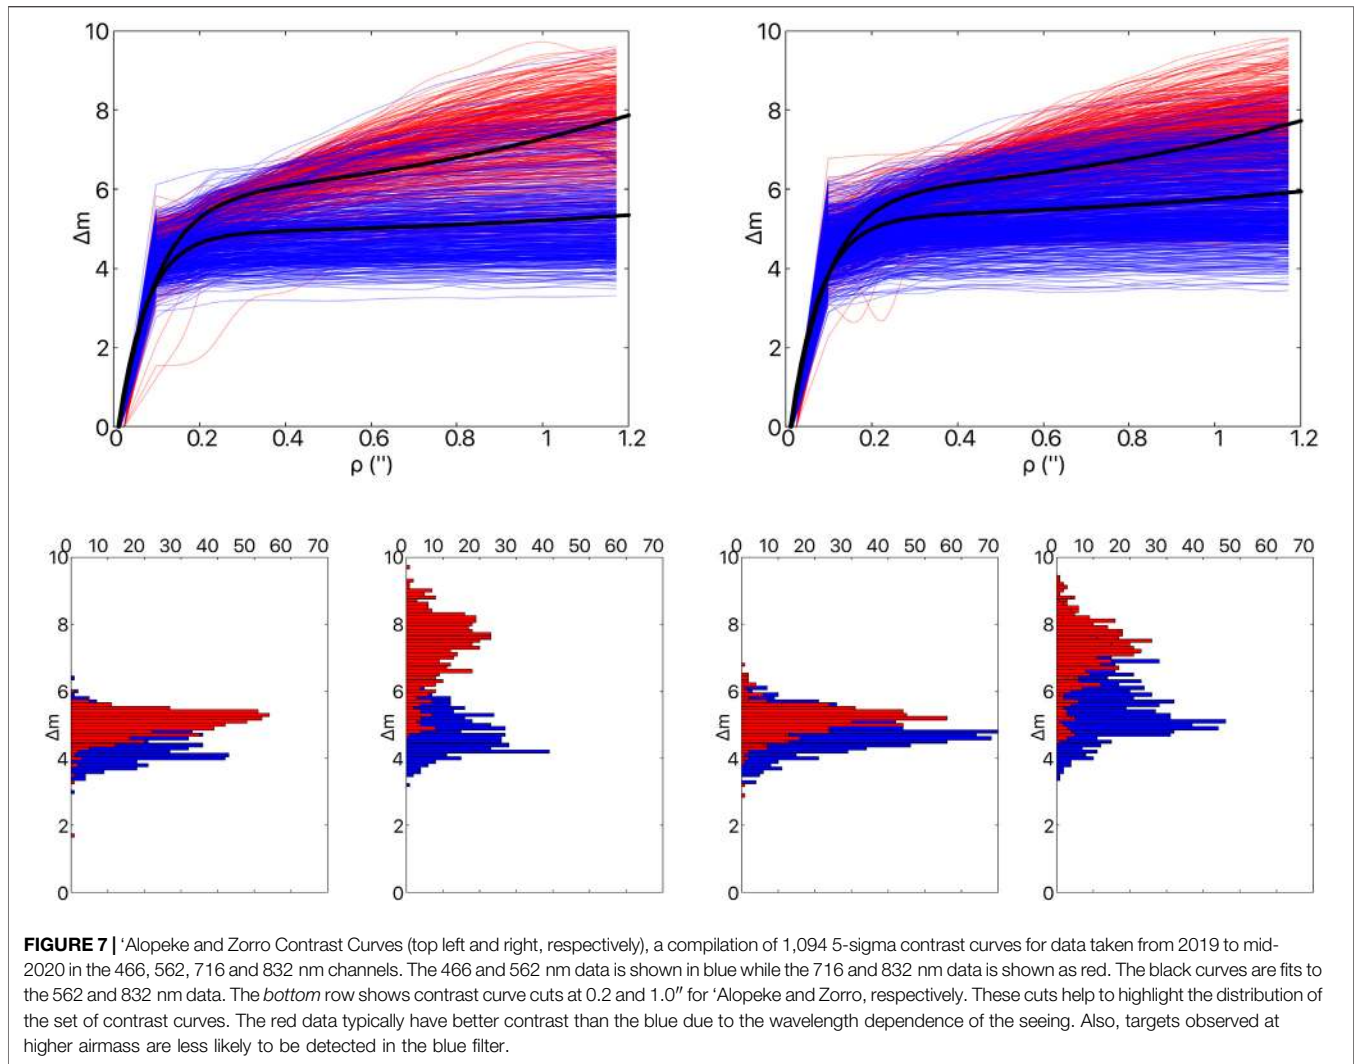 10
8
6
Δm
4
2
0
0 0.2 0.4 0.6 0.8 1 1.2
ρ (")
10
8
6
Δm
4
2
0
0 0.2 0.4 0.6 0.8 1 1.2
ρ (")
0 10 20 30 40 50 60 70
10
8
6
Δm
4
2
0
0 10 20 30 40 50 60 70
10
8
6
Δm
4
2
0
0 10 20 30 40 50 60 70
10
8
6
Δm
4
2
0
0 10 20 30 40 50 60 70
10
8
6
Δm
4
2
0
FIGURE 7 | ‘Alopeke and Zorro Contrast Curves (top left and right, respectively), a compilation of 1,094 5-sigma contrast curves for data taken from 2019 to mid-
2020 in the 466, 562, 716 and 832 nm channels. The 466 and 562 nm data is shown in blue while the 716 and 832 nm data is shown as red. The black curves are fits to
the 562 and 832 nm data. The bottom row shows contrast curve cuts at 0.2 and 1.0″ for ‘Alopeke and Zorro, respectively. These cuts help to highlight the distribution of
the set of contrast curves. The red data typically have better contrast than the blue due to the wavelength dependence of the seeing. Also, targets observed at
higher airmass are less likely to be detected in the blue filter.